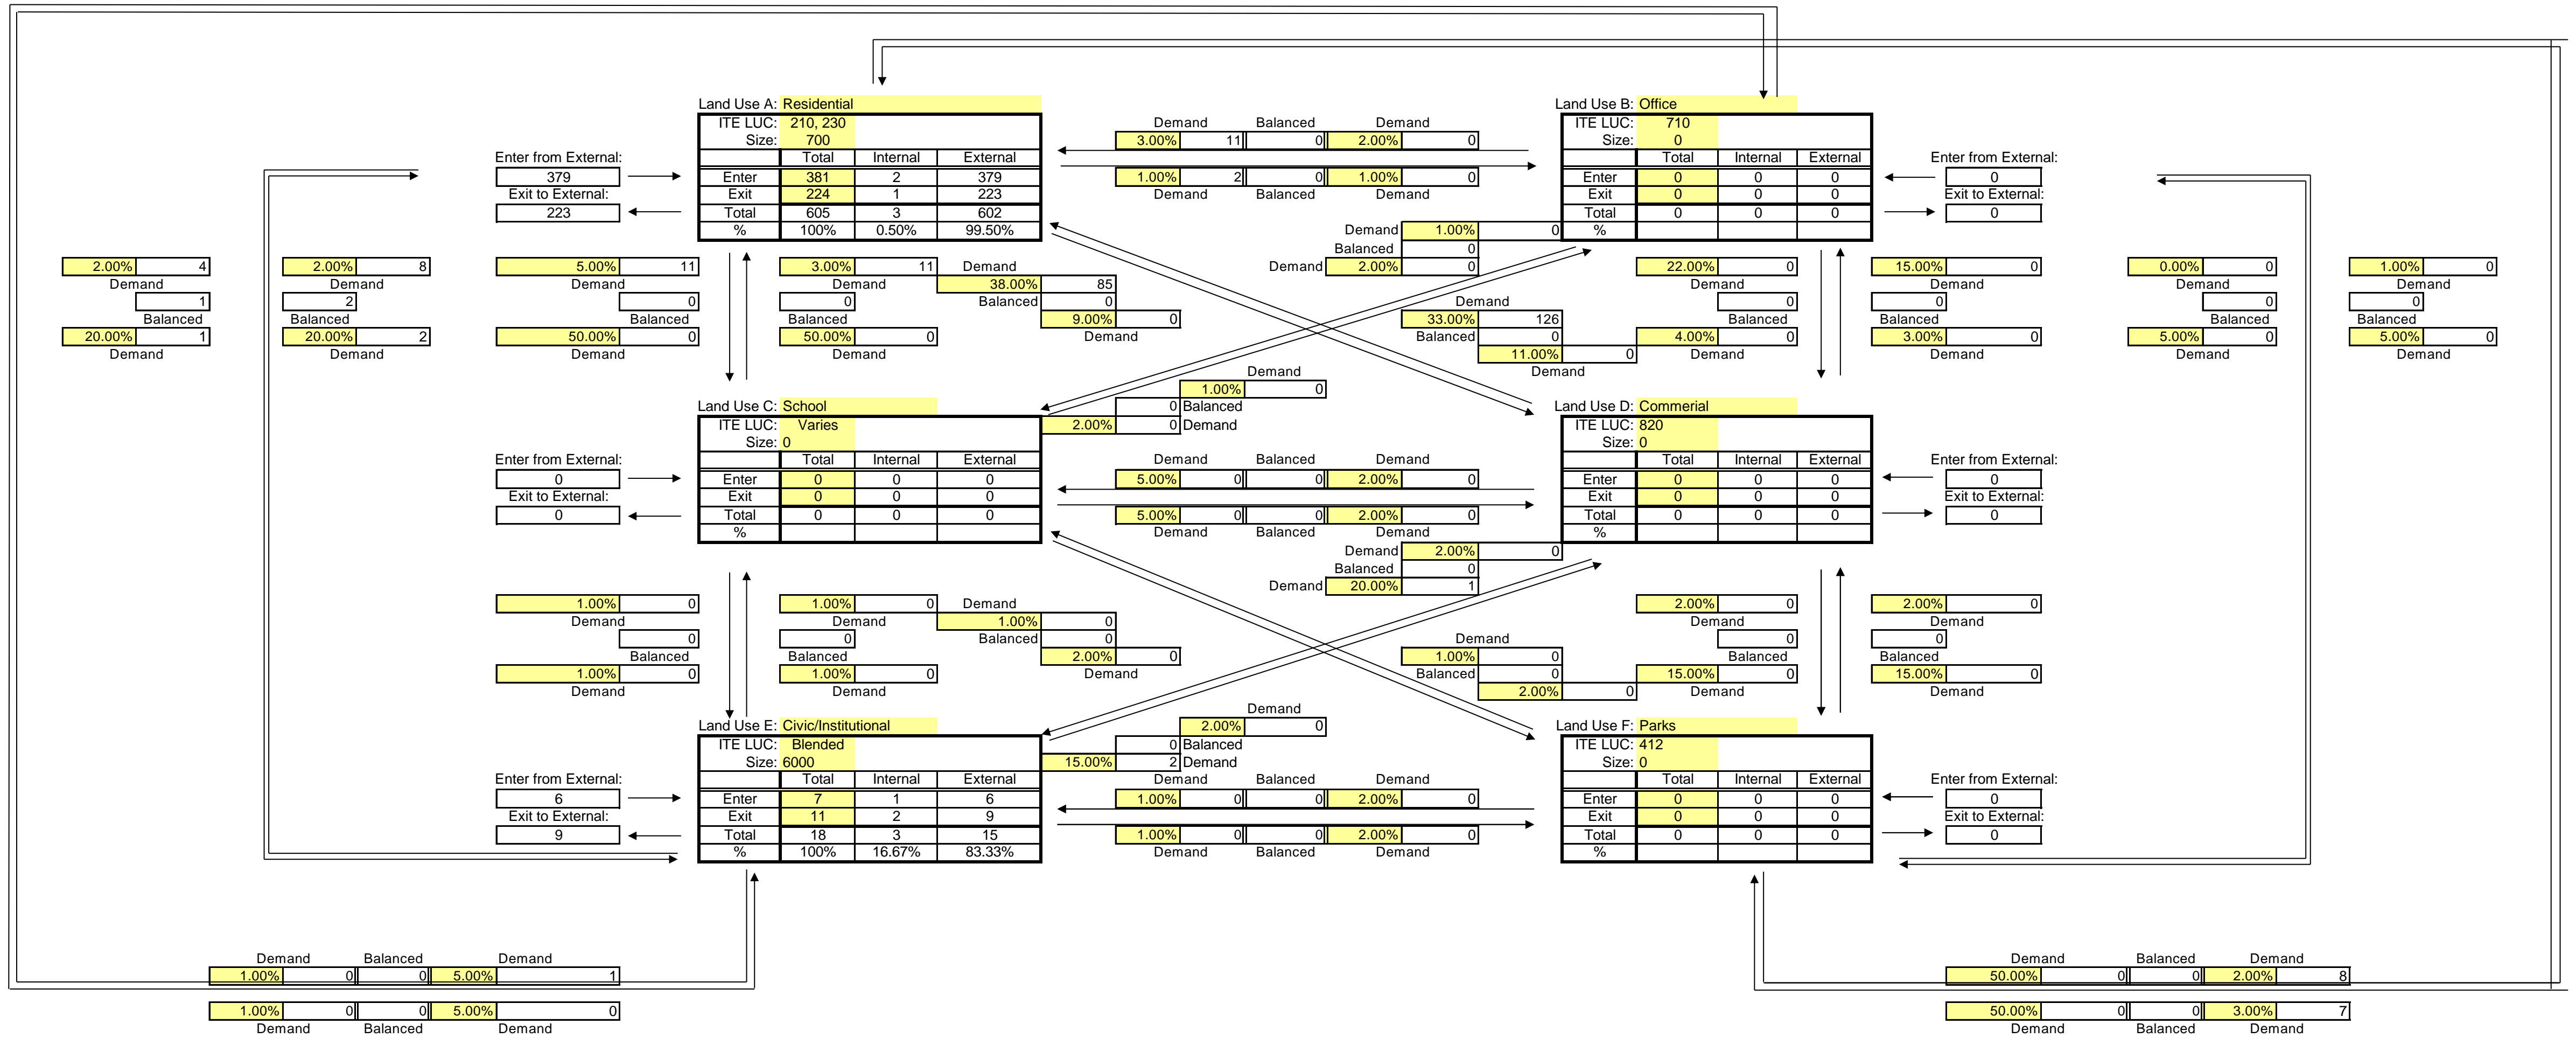 Land Use A: Residential
ITE LUC: 210, 230
Size: 700
Total Internal External
Enter 381 2 379
Exit 224 1 223
Total 605 3 602
% 100% 0.50% 99.50%
Enter from External:
379
Exit to External:
223
Demand Balanced Demand
3.00% 11 0 2.00% 0
1.00% 2 0 1.00% 0
Demand Balanced Demand
Land Use B: Office
ITE LUC: 710
Size: 0
Total Internal External
Enter 0 0 0
Exit 0 0 0
Total 0 0 0
%
Enter from External:
0
Exit to External:
0
Demand 1.00% 0
Balanced 0
Demand 2.00% 0
2.00% 4
Demand
1
Balanced
20.00% 1
Demand
2.00% 8
Demand
2
Balanced
20.00% 2
Demand
5.00% 11
Demand
0
Balanced
50.00% 0
Demand
3.00% 11
Demand
0
Balanced
50.00% 0
Demand
Demand
38.00% 85
Balanced 0
9.00% 0
Demand
Demand
33.00% 126
Balanced 0
11.00% 0
Demand
22.00% 0
Demand
0
Balanced
4.00% 0
Demand
15.00% 0
Demand
0
Balanced
3.00% 0
Demand
0.00% 0
Demand
0
Balanced
5.00% 0
Demand
1.00% 0
Demand
0
Balanced
5.00% 0
Demand
Demand
1.00% 0
0 Balanced
2.00% 0 Demand
Land Use C: School
ITE LUC: Varies
Size: 0
Total Internal External
Enter 0 0 0
Exit 0 0 0
Total 0 0 0
%
Enter from External:
0
Exit to External:
0
Demand Balanced Demand
5.00% 0 0 2.00% 0
5.00% 0 0 2.00% 0
Demand Balanced Demand
Land Use D: Commerial
ITE LUC: 820
Size: 0
Total Internal External
Enter 0 0 0
Exit 0 0 0
Total 0 0 0
%
Enter from External:
0
Exit to External:
0
Demand 2.00% 0
Balanced 0
Demand 20.00% 1
1.00% 0
Demand
0
Balanced
1.00% 0
Demand
1.00% 0
Demand
0
Balanced
1.00% 0
Demand
Demand
1.00% 0
Balanced 0
2.00% 0
Demand
Demand
1.00% 0
Balanced 0
2.00% 0
2.00% 0
Demand
0
Balanced
15.00% 0
Demand
2.00% 0
Demand
0
Balanced
15.00% 0
Demand
Demand
2.00% 0
0 Balanced
15.00% 2 Demand
Land Use E: Civic/Institutional
ITE LUC: Blended
Size: 6000
Total Internal External
Enter 7 1 6
Exit 11 2 9
Total 18 3 15
% 100% 16.67% 83.33%
Enter from External:
6
Exit to External:
9
Demand Balanced Demand
1.00% 0 0 2.00% 0
1.00% 0 0 2.00% 0
Demand Balanced Demand
Land Use F: Parks
ITE LUC: 412
Size: 0
Total Internal External
Enter 0 0 0
Exit 0 0 0
Total 0 0 0
%
Enter from External:
0
Exit to External:
0
Demand Balanced Demand
1.00% 0 0 5.00% 1
1.00% 0 0 5.00% 0
Demand Balanced Demand
Demand Balanced Demand
50.00% 0 0 2.00% 8
50.00% 0 0 3.00% 7
Demand Balanced Demand